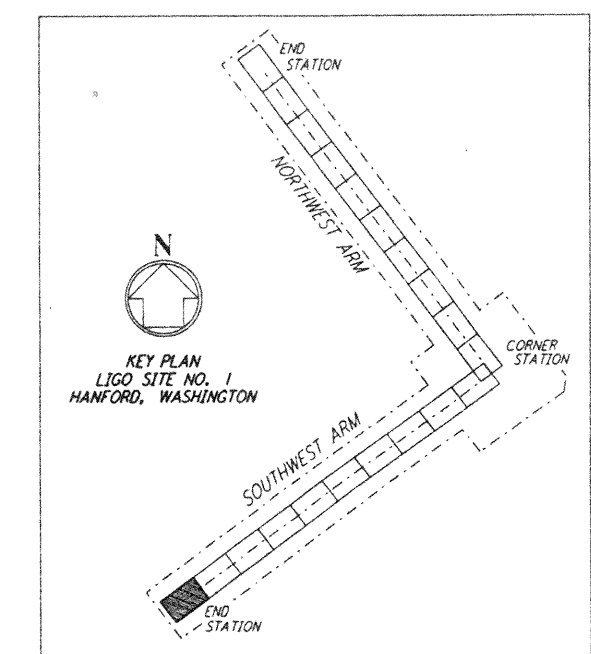 END
STATION
NORTHWEST ARM
N
KEY PLAN
LIGO SITE NO. 1
HANFORD, WASHINGTON
CORNER
STATION
SOUTHWEST ARM
END
STATION